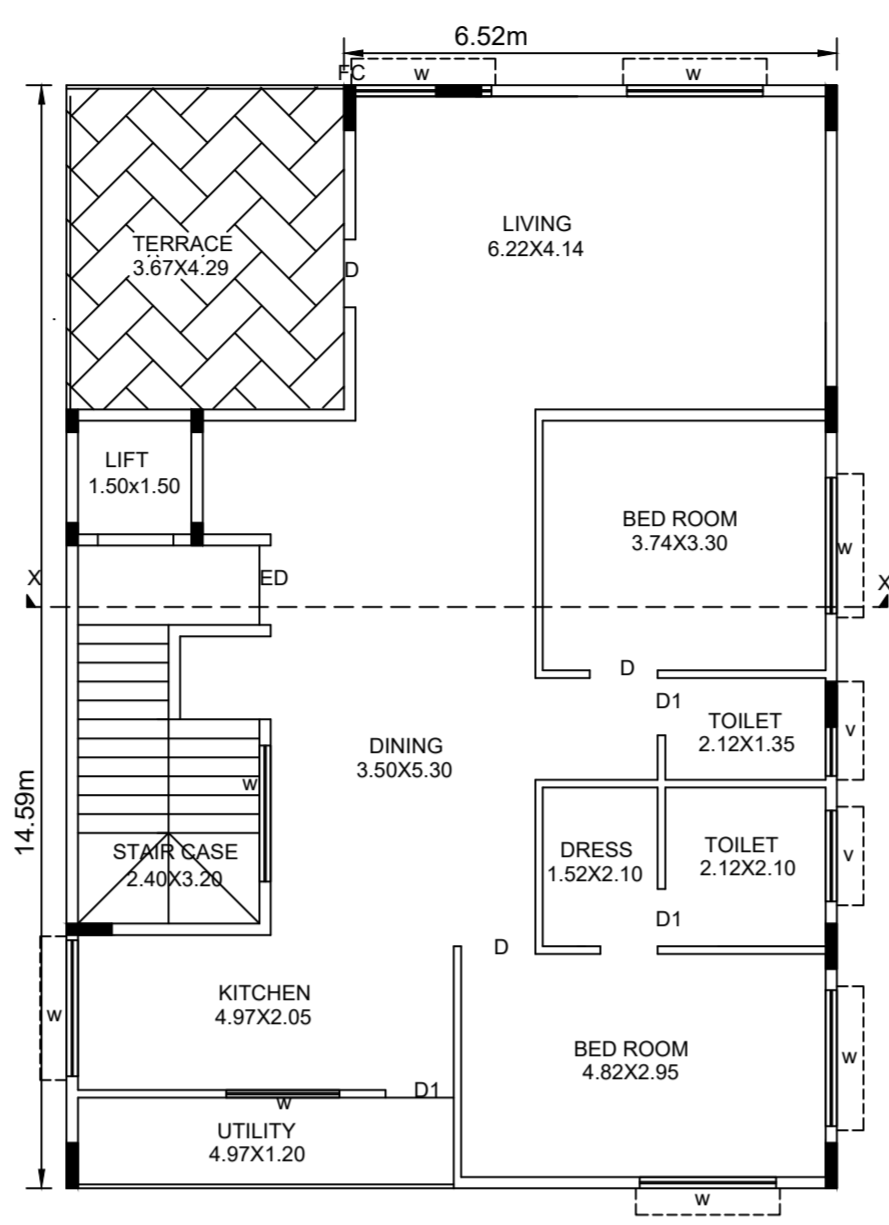 6.52m
FC
w
w
LIVING
6.22X4.14
TERRACE
3.67X4.29
D
LIFT
1.50x1.50
BED ROOM
3.74X3.30
w
X
ED
X
D
D1
TOILET
2.12X1.35
v
DINING
3.50X5.30
w
14.59m
STAIR CASE
2.40X3.20
DRESS
1.52X2.10
TOILET
2.12X2.10
v
D1
D
KITCHEN
4.97X2.05
w
BED ROOM
4.82X2.95
w
D1
w
UTILITY
4.97X1.20
w